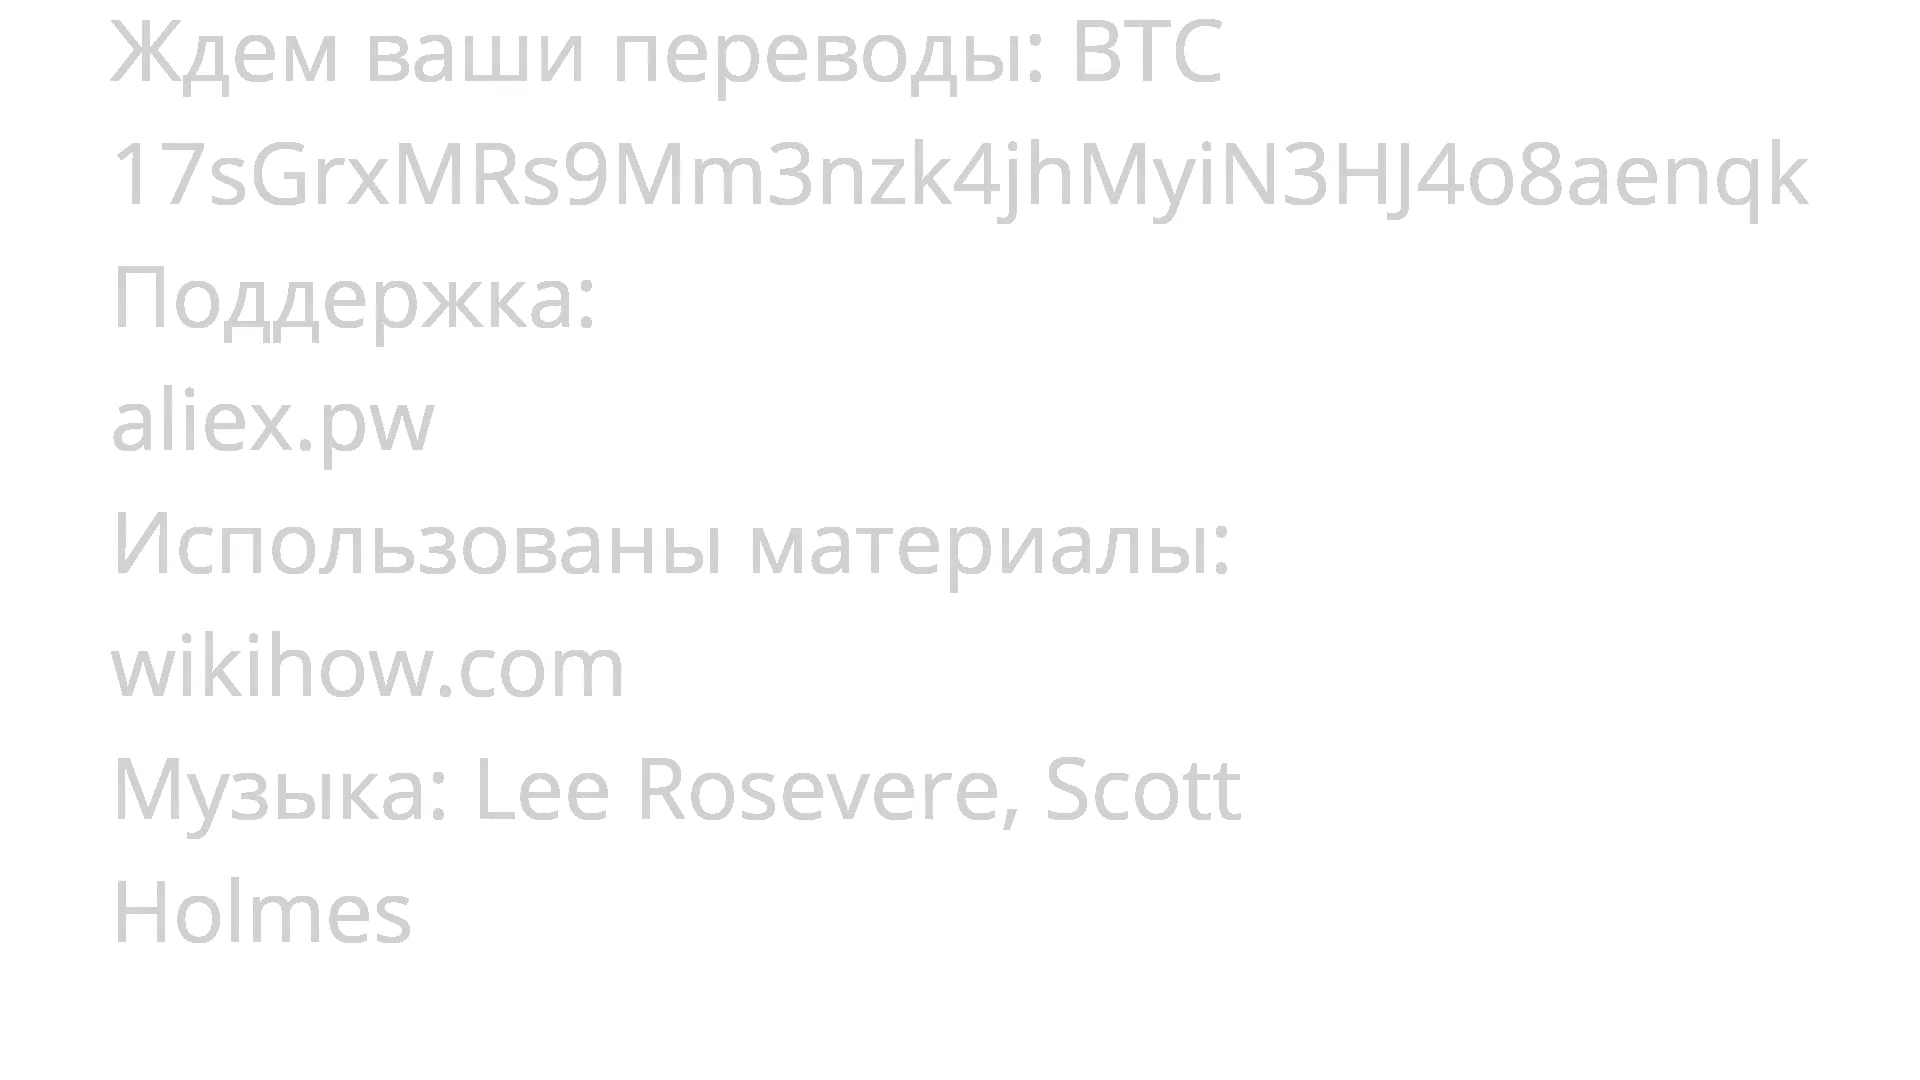 Ждем ваши переводы: BTC
17sGrxMRs9Mm3nzk4jhMyiN3HJ4o8aenqk
Поддержка:
aliex.pw
Использованы материалы:
wikihow.com
Музыка: Lee Rosevere, Scott
Holmes